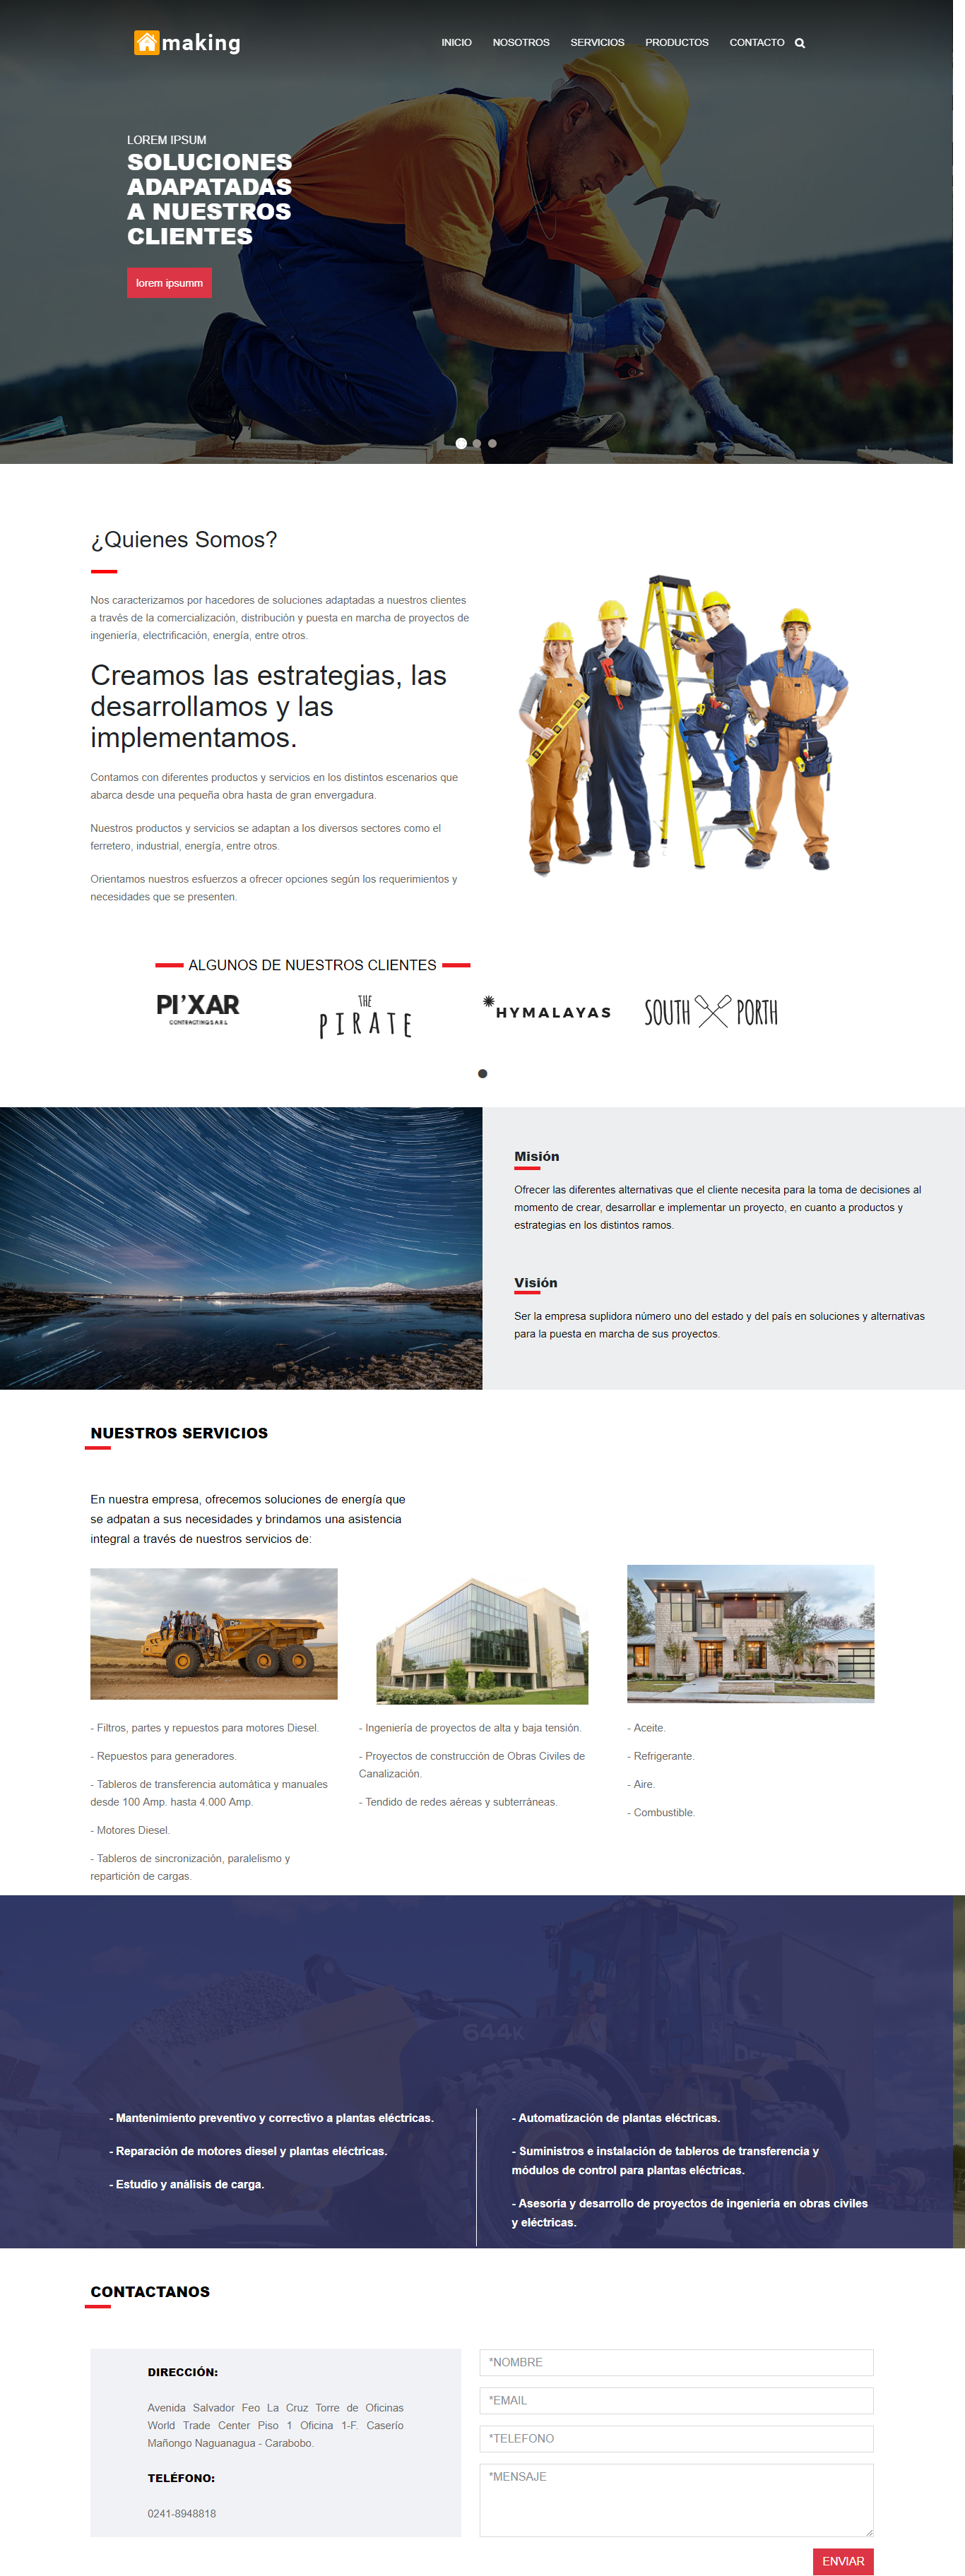 making
INICIO NOSOTROS SERVICIOS PRODUCTOS CONTACTO
LOREM IPSUM
SOLUCIONES
ADAPATADAS
A NUESTROS
CLIENTES
lorem ipsumm
¿Quienes Somos?
Nos caracterizamos por hacedores de soluciones adaptadas a nuestros clientes
a través de la comercialización, distribución y puesta en marcha de proyectos de
ingeniería, electrificación, energía, entre otros.
Creamos las estrategias, las
desarrollamos y las
implementamos.
Contamos con diferentes productos y servicios en los distintos escenarios que
abarca desde una pequeña obra hasta de gran envergadura.
Nuestros productos y servicios se adaptan a los diversos sectores como el
ferretero, industrial, energía, entre otros.
Orientamos nuestros esfuerzos a ofrecer opciones según los requerimientos y
necesidades que se presenten.
ALGUNOS DE NUESTROS CLIENTES
PI'XAR
CONTRACTING S.A.R.L
THE
PIRATE
HYMALAYAS
SOUTH PORTH
Misión
Ofrecer las diferentes alternativas que el cliente necesita para la toma de decisiones al
momento de crear, desarrollar e implementar un proyecto, en cuanto a productos y
estrategias en los distintos ramos.
Visión
Ser la empresa suplidora número uno del estado y del país en soluciones y alternativas
para la puesta en marcha de sus proyectos.
NUESTROS SERVICIOS
En nuestra empresa, ofrecemos soluciones de energía que
se adpatan a sus necesidades y brindamos una asistencia
integral a través de nuestros servicios de:
- Filtros, partes y repuestos para motores Diesel.
- Repuestos para generadores.
- Tableros de transferencia automática y manuales
desde 100 Amp. hasta 4.000 Amp.
- Motores Diesel.
- Tableros de sincronización, paralelismo y
repartición de cargas.
- Ingeniería de proyectos de alta y baja tensión.
- Proyectos de construcción de Obras Civiles de
Canalización.
- Tendido de redes aéreas y subterráneas.
- Aceite.
- Refrigerante.
- Aire.
- Combustible.
644K
- Mantenimiento preventivo y correctivo a plantas eléctricas.
- Reparación de motores diesel y plantas eléctricas.
- Estudio y análisis de carga.
- Automatización de plantas eléctricas.
- Suministros e instalación de tableros de transferencia y
módulos de control para plantas eléctricas.
- Asesoria y desarrollo de proyectos de ingenieria en obras civiles
y eléctricas.
CONTACTANOS
DIRECCIÓN:
Avenida Salvador Feo La Cruz Torre de Oficinas
World Trade Center Piso 1 Oficina 1-F. Caserío
Mañongo Naguanagua - Carabobo.
TELÉFONO:
0241-8948818
*NOMBRE
*EMAIL
*TELEFONO
*MENSAJE
ENVIAR